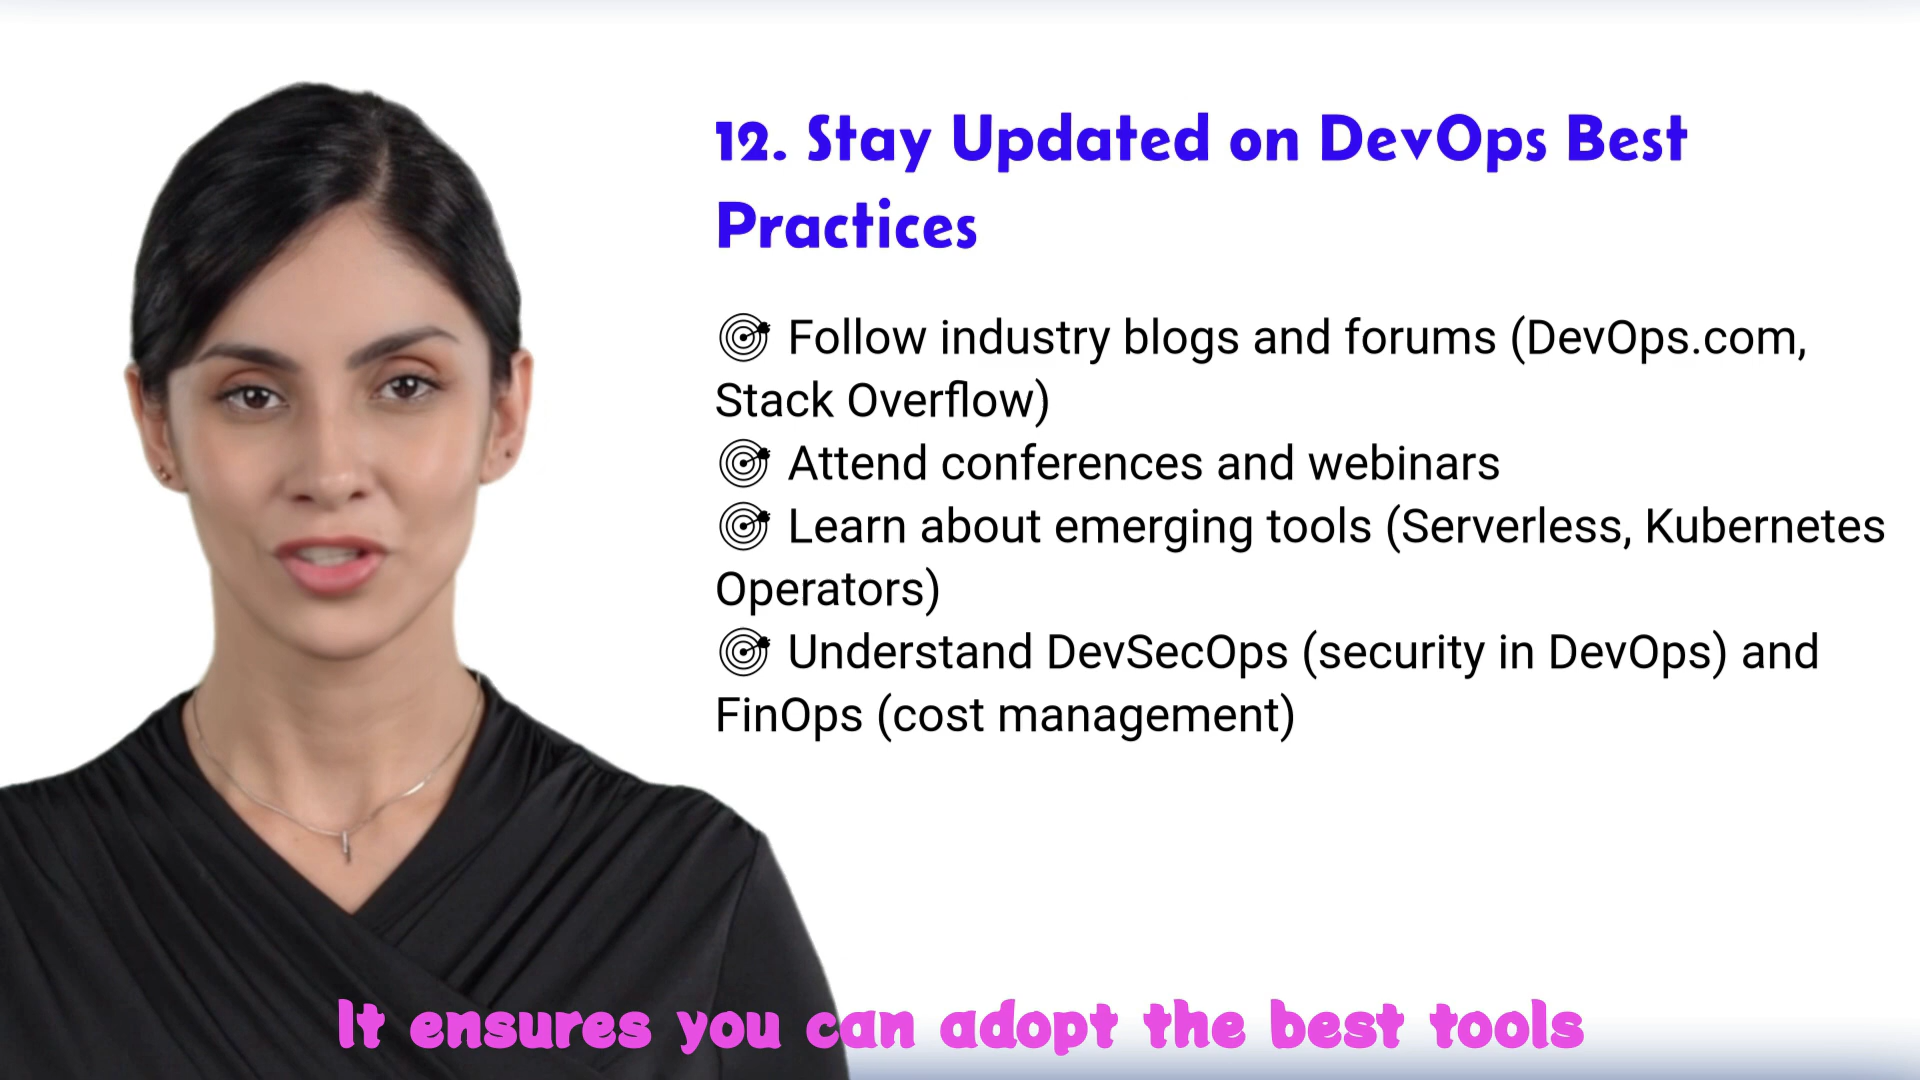 12. Stay Updated on DevOps Best
Practices
🎯 Follow industry blogs and forums (DevOps.com,
Stack Overflow)
🎯 Attend conferences and webinars
🎯 Learn about emerging tools (Serverless, Kubernetes
Operators)
🎯 Understand DevSecOps (security in DevOps) and
FinOps (cost management)
It ensures you can adopt the best tools